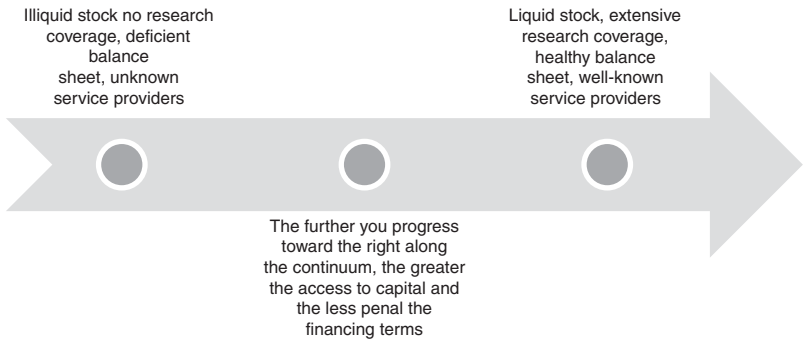 Illiquid stock no research
coverage, deficient
balance
sheet, unknown
service providers
Liquid stock, extensive
research coverage,
healthy balance
sheet, well-known
service providers
The further you progress
toward the right along
the continuum, the greater
the access to capital and
the less penal the
financing terms